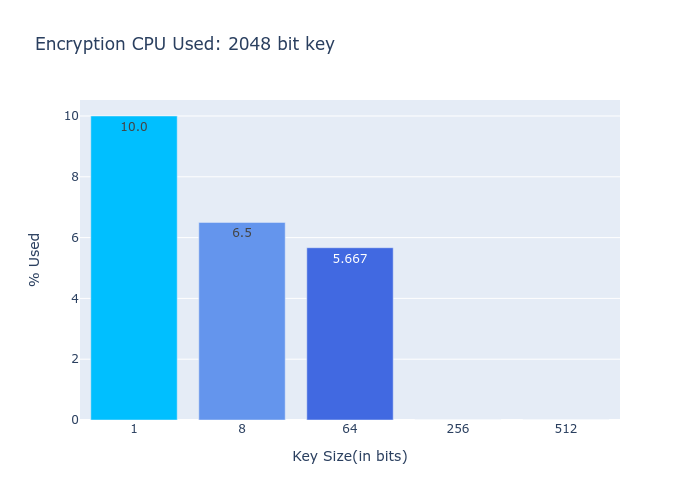 Encryption CPU Used: 2048 bit key
10
10.0
8
6.5
6
5.667
% Used
4
2
0
1 8 64 256 512
Key Size(in bits)